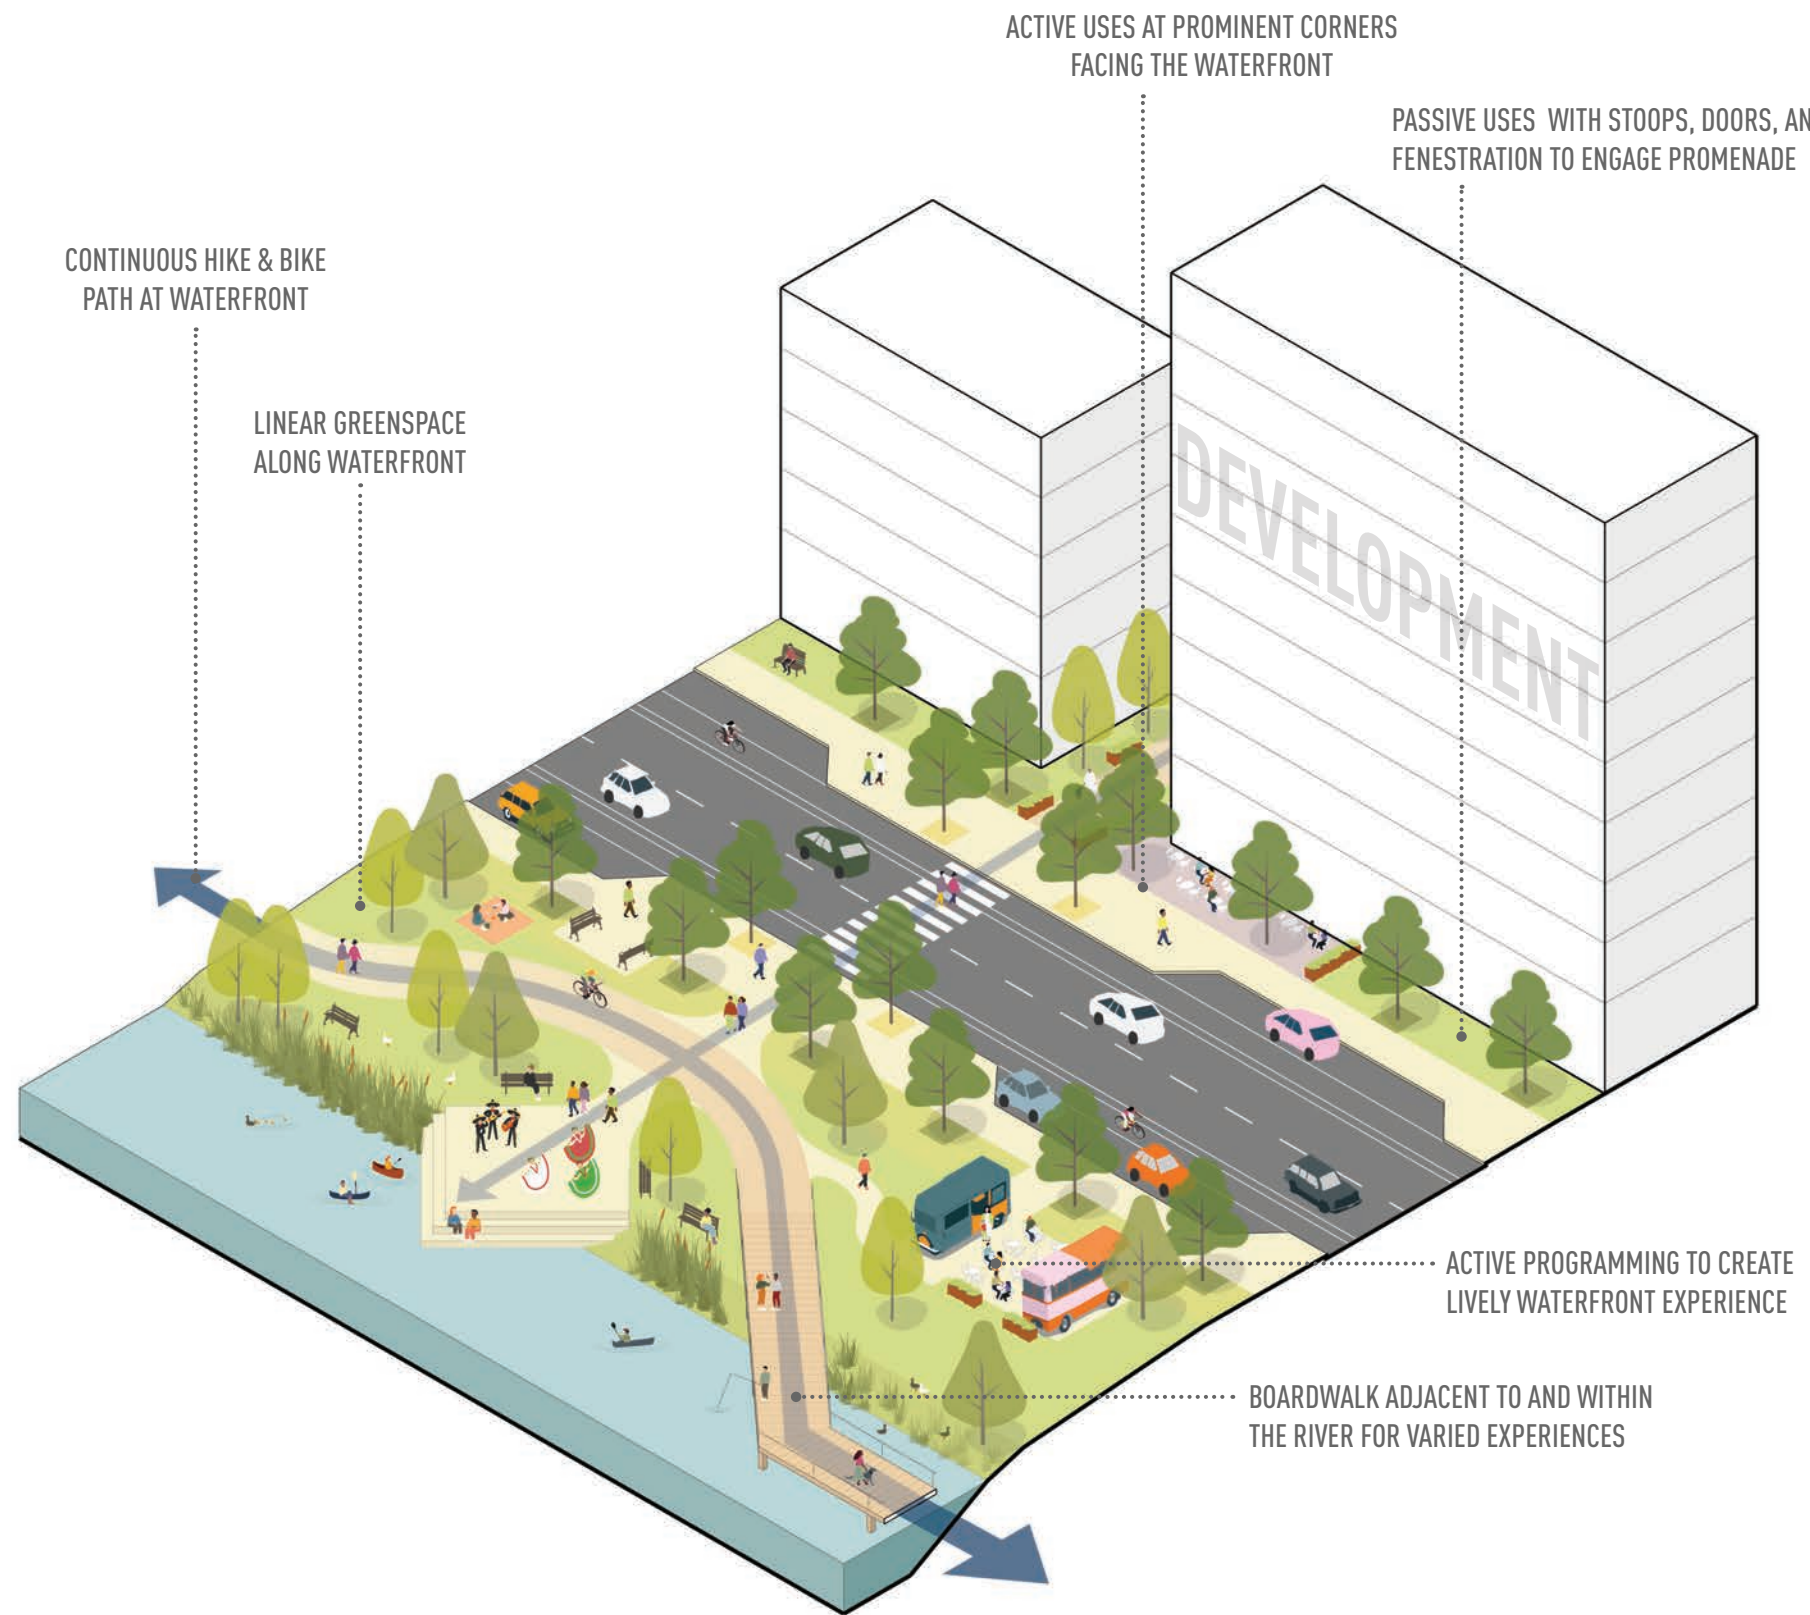 ACTIVE USES AT PROMINENT CORNERS
FACING THE WATERFRONT
PASSIVE USES WITH STOOPS, DOORS, AN
FENESTRATION TO ENGAGE PROMENADE
CONTINUOUS HIKE & BIKE
PATH AT WATERFRONT
LINEAR GREENSPACE
ALONG WATERFRONT
DEVELOPMENT
ACTIVE PROGRAMMING TO CREATE
LIVELY WATERFRONT EXPERIENCE
BOARDWALK ADJACENT TO AND WITHIN
THE RIVER FOR VARIED EXPERIENCES